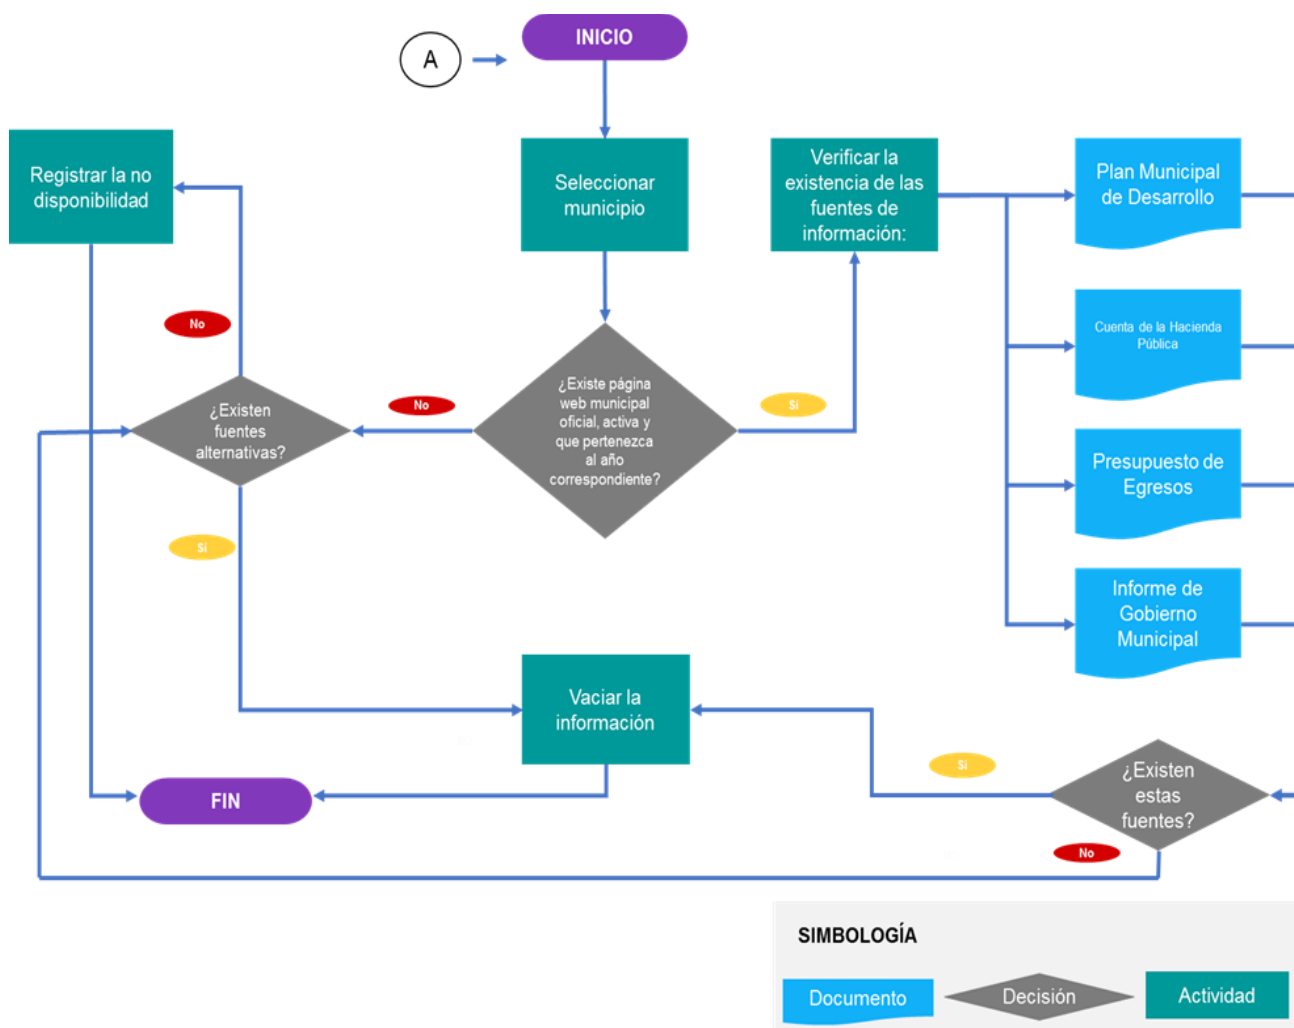 INICIO
A
Registrar la no
disponibilidad
Seleccionar
municipio
Verificar la
existencia de las
fuentes de
información:
Plan Municipal
de Desarrollo
Cuenta de la Hacienda
Pública
No
¿Existen
fuentes
alternativas?
No
¿Existe página
web municipal
oficial, activa y
que pertenezca
al año
correspondiente?
Si
Presupuesto de
Egresos
Si
Informe de
Gobierno
Municipal
Vaciar la
información
Si
¿Existen
estas
fuentes?
FIN
No
SIMBOLOGÍA
Documento
Decisión
Actividad